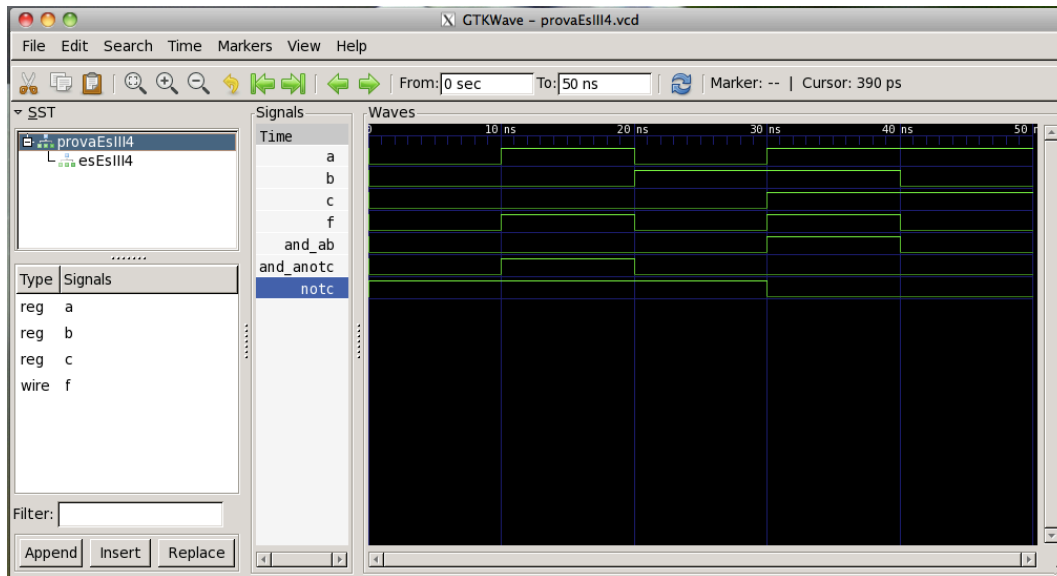 GTKWave - provaEsIII4.vcd
File Edit Search Time Markers View Help
From: 0 sec To: 50 ns Marker: -- | Cursor: 390 ps
SST
provaEsIII4
esEsIII4
Type Signals
reg a
reg b
reg c
wire f
Filter:
Append Insert Replace
Signals
Time
a
b
c
f
and_ab
and_anotc
notc
Waves
10 ns 20 ns 30 ns 40 ns 50